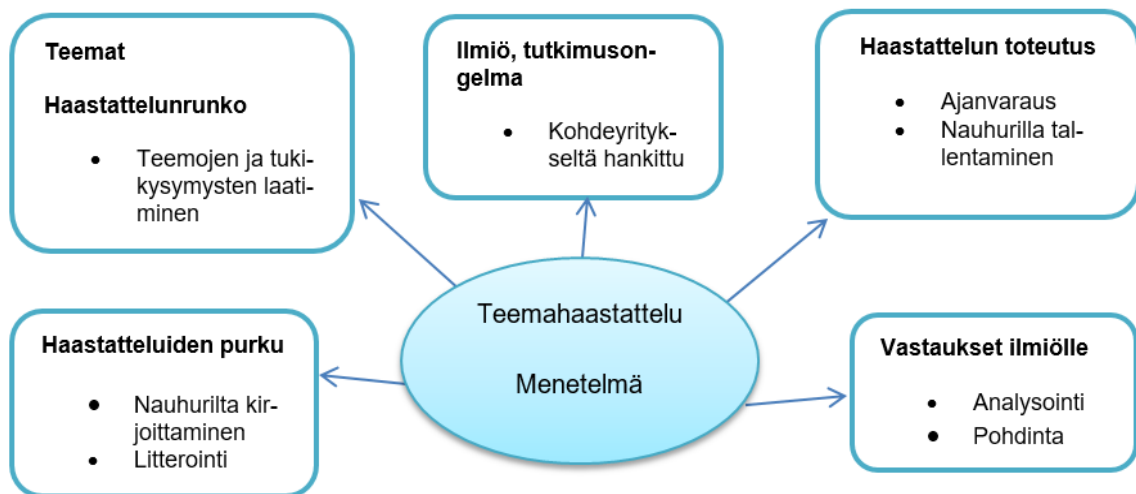 Teemat
Haastattelunrunko
• Teemojen ja tuki-
kysymysten laati-
minen
Ilmiö, tutkimuson-
gelma
• Kohdeyrityk-
seltä hankittu
Haastattelun toteutus
• Ajanvaraus
• Nauhurilla tal-
lentaminen
Teemahaastattelu
Menetelmä
Haastatteluiden purku
• Nauhurilta kir-
joittaminen
• Litterointi
Vastaukset ilmiölle
• Analysointi
• Pohdinta